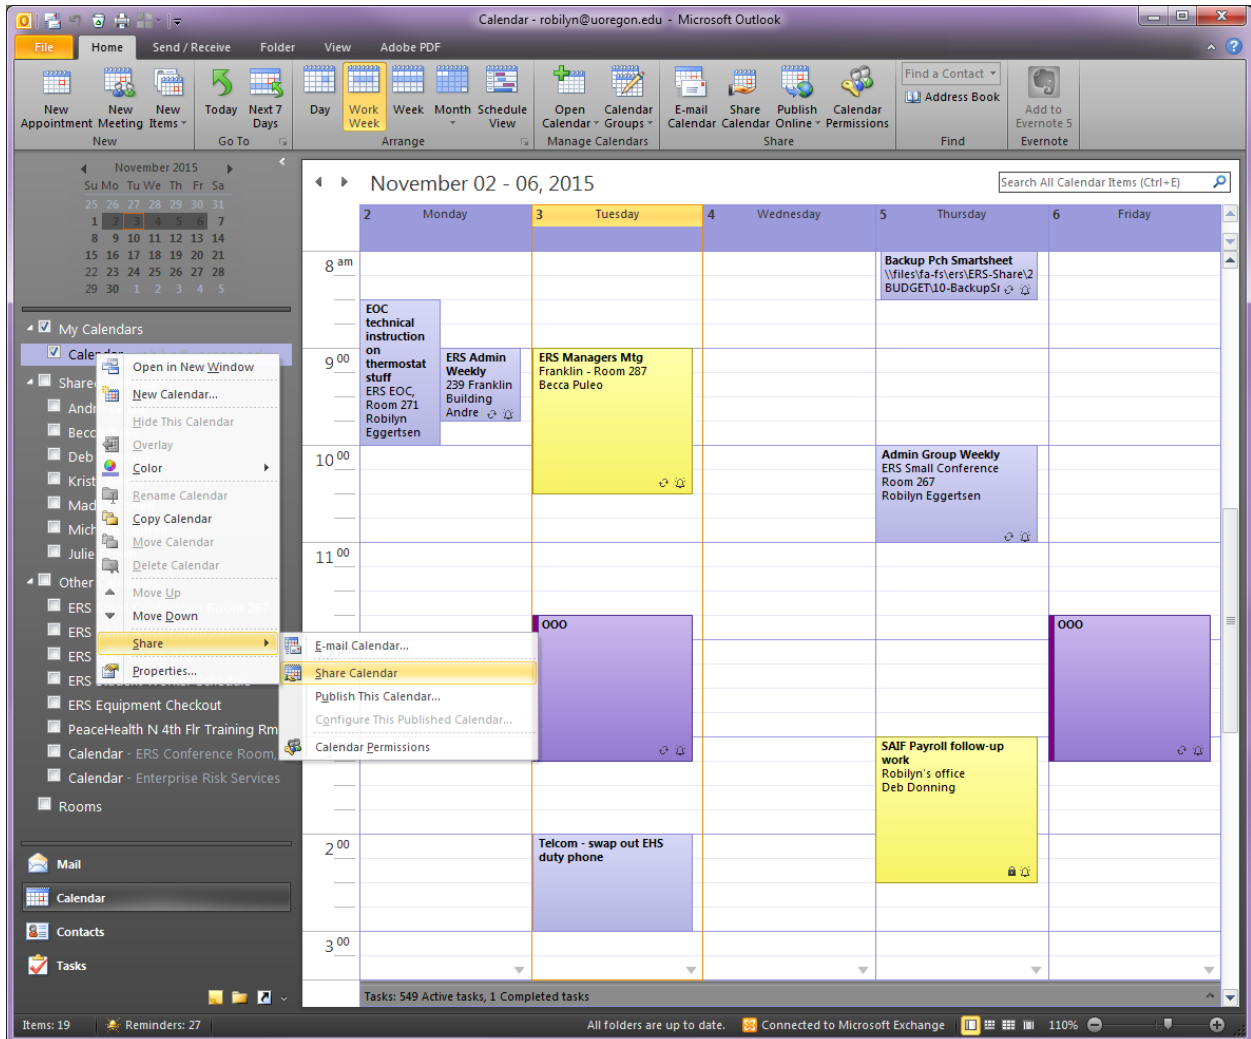 Calendar - robilyn@uoregon.edu - Microsoft Outlook
File Home Send / Receive Folder View Adobe PDF
New Appointment
New Meeting
New Items
Today
Next 7 Days
Day
Work Week
Week
Month
Schedule View
Open Calendar
Calendar Groups
E-mail Calendar
Share Calendar
Publish Online
Calendar Permissions
Find a Contact
Address Book
Add to Evernote 5
New Go To Arrange Manage Calendars Share Find Evernote
November 2015
Su Mo Tu We Th Fr Sa
25 26 27 28 29 30 31
1 2 3 4 5 6 7
8 9 10 11 12 13 14
15 16 17 18 19 20 21
22 23 24 25 26 27 28
29 30 1 2 3 4 5
My Calendars
Shared
Andr
Becc
Deb
Krist
Mad
Mich
Julie
Other
ERS
ERS
ERS
ERS
ERS Equipment Checkout
PeaceHealth N 4th Flr Training Rm
Calendar - ERS Conference Room,
Calendar - Enterprise Risk Services
Rooms
Open in New Window
New Calendar...
Hide This Calendar
Overlay
Color
Rename Calendar
Copy Calendar
Move Calendar
Delete Calendar
Move Up
Move Down
Share
Properties...
E-mail Calendar...
Share Calendar
Publish This Calendar...
Configure This Published Calendar...
Calendar Permissions
Mail
Calendar
Contacts
Tasks
November 02 - 06, 2015
Search All Calendar Items (Ctrl+E)
2 Monday 3 Tuesday 4 Wednesday 5 Thursday 6 Friday
8 am
9 00
10 00
11 00
2 00
3 00
EOC
technical
instruction
on
thermostat
stuff
ERS EOC,
Room 271
Robilyn
Eggertsen
ERS Admin
Weekly
239 Franklin
Building
Andre
ERS Managers Mtg
Franklin - Room 287
Becca Puleo
OOO
Telcom - swap out EHS
duty phone
Backup Pch Smartsheet
\\files\fa-fs\ers\ERS-Share\2
BUDGET\10-BackupSr
Admin Group Weekly
ERS Small Conference
Room 267
Robilyn Eggertsen
SAIF Payroll follow-up
work
Robilyn's office
Deb Donning
OOO
Tasks: 549 Active tasks, 1 Completed tasks
Items: 19 Reminders: 27 All folders are up to date. Connected to Microsoft Exchange 110%